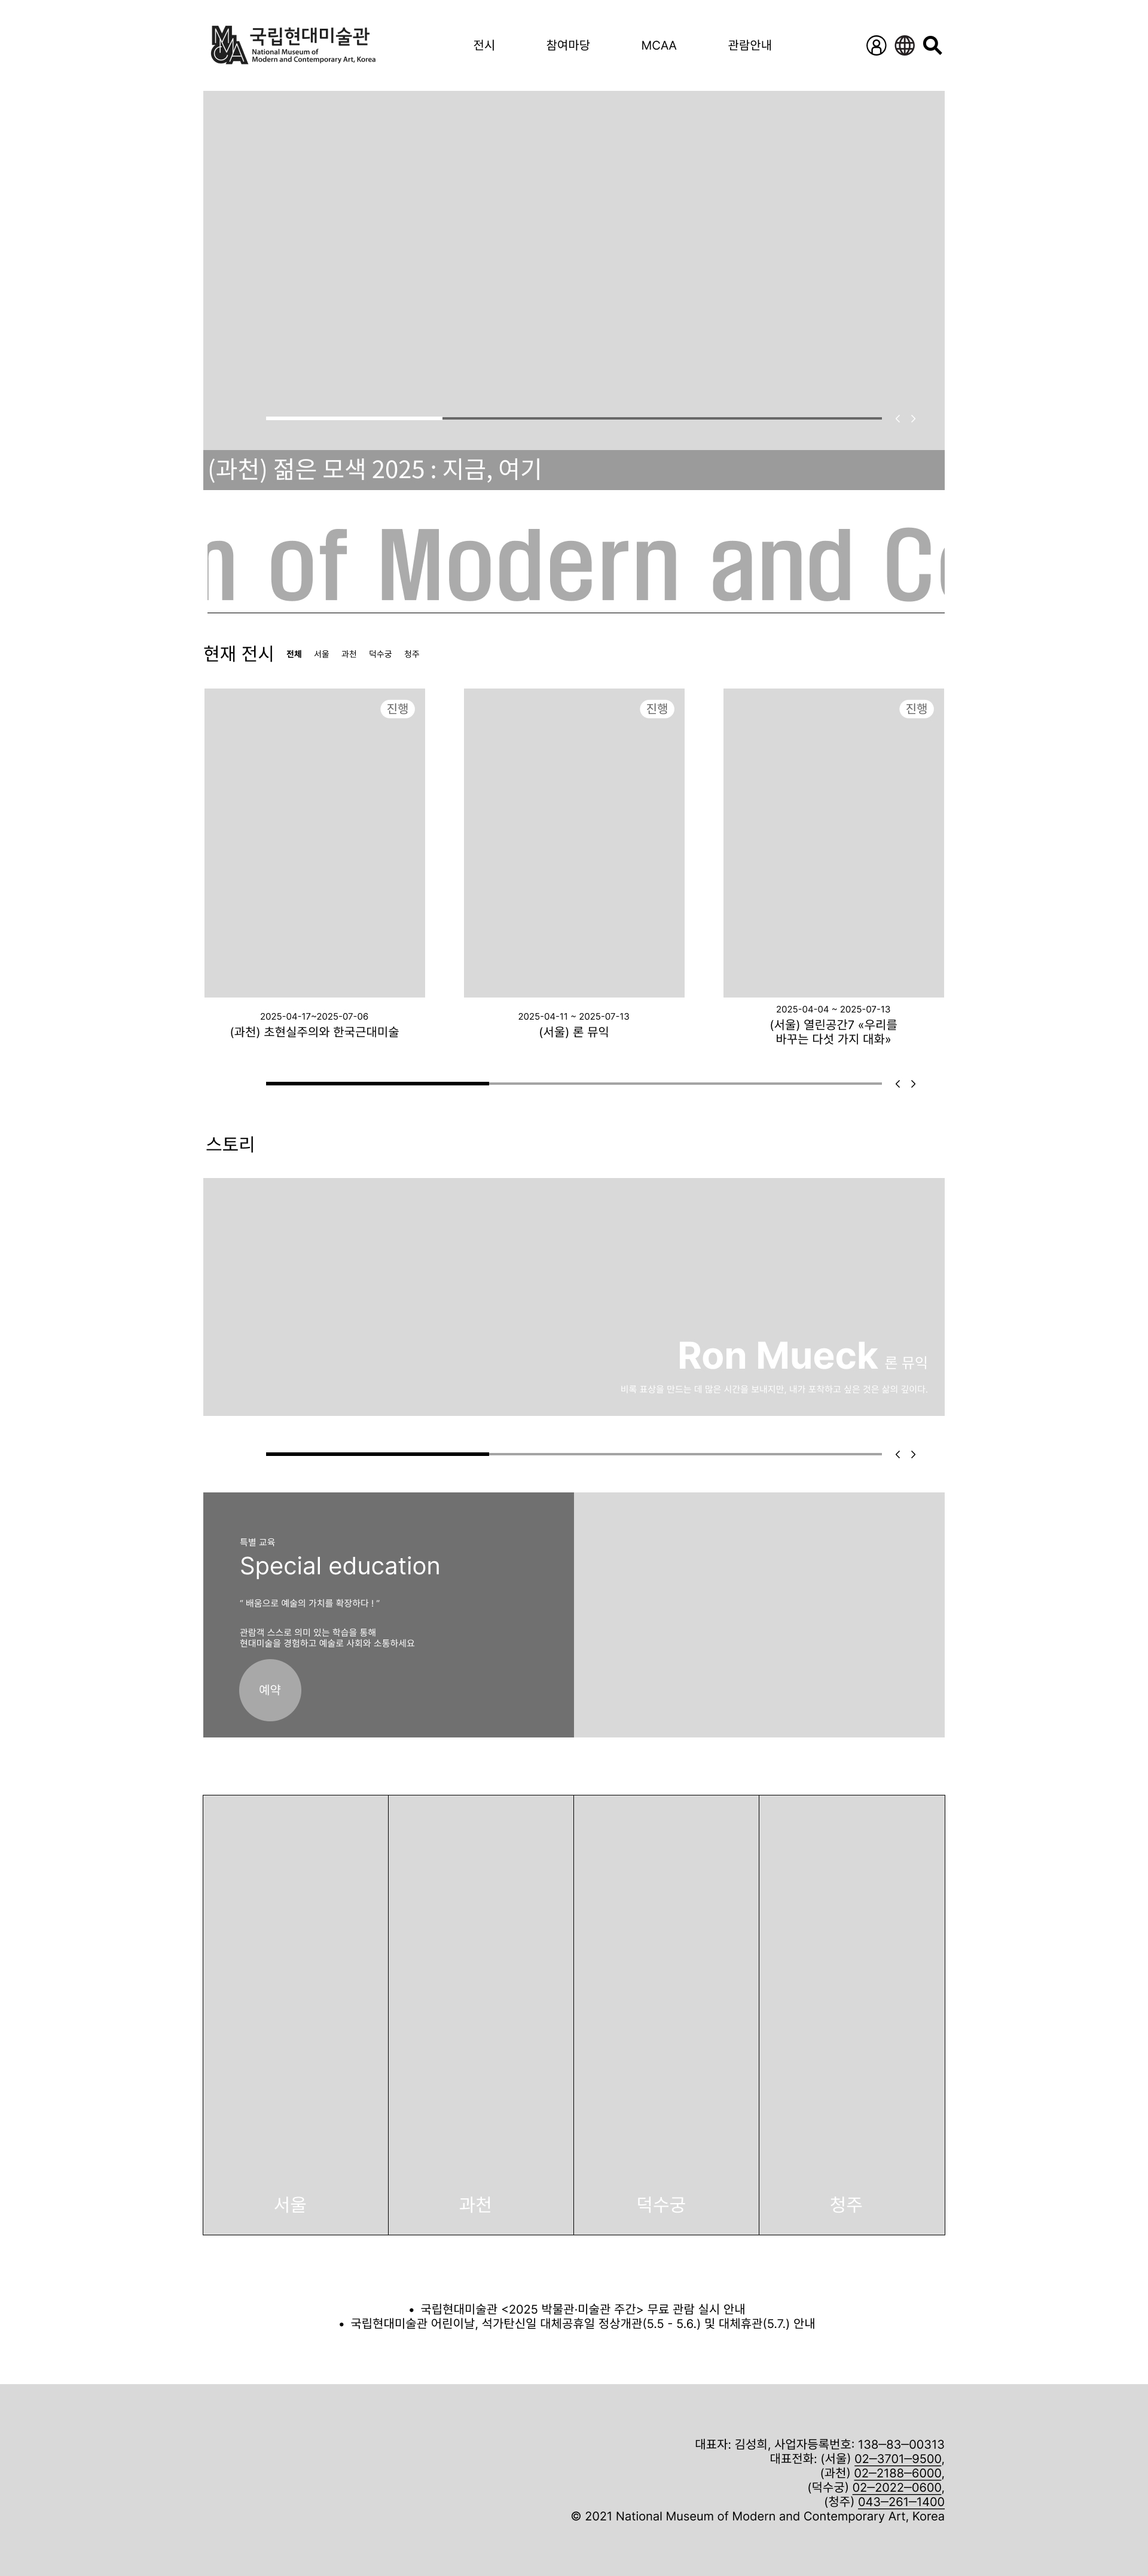 MMCA 국립현대미술관
National Museum of
Modern and Contemporary Art, Korea
전시 참여마당 MCAA 관람안내
(과천) 젊은 모색 2025 : 지금, 여기
n of Modern and Co
현재 전시 전체 서울 과천 덕수궁 청주
진행 진행 진행
2025-04-17~2025-07-06
(과천) 초현실주의와 한국근대미술
2025-04-11 ~ 2025-07-13
(서울) 론 뮤익
2025-04-04 ~ 2025-07-13
(서울) 열린공간7 «우리를
바꾸는 다섯 가지 대화»
스토리
Ron Mueck 론 뮤익
비록 표상을 만드는 데 많은 시간을 보내지만, 내가 포착하고 싶은 것은 삶의 깊이다.
특별 교육
Special education
" 배움으로 예술의 가치를 확장하다 ! "
관람객 스스로 의미 있는 학습을 통해
현대미술을 경험하고 예술로 사회와 소통하세요
예약
서울 과천 덕수궁 청주
• 국립현대미술관 <2025 박물관·미술관 주간> 무료 관람 실시 안내
• 국립현대미술관 어린이날, 석가탄신일 대체공휴일 정상개관(5.5 - 5.6.) 및 대체휴관(5.7.) 안내
대표자: 김성희, 사업자등록번호: 138–83–00313
대표전화: (서울) 02–3701–9500,
(과천) 02–2188–6000,
(덕수궁) 02–2022–0600,
(청주) 043–261–1400
© 2021 National Museum of Modern and Contemporary Art, Korea